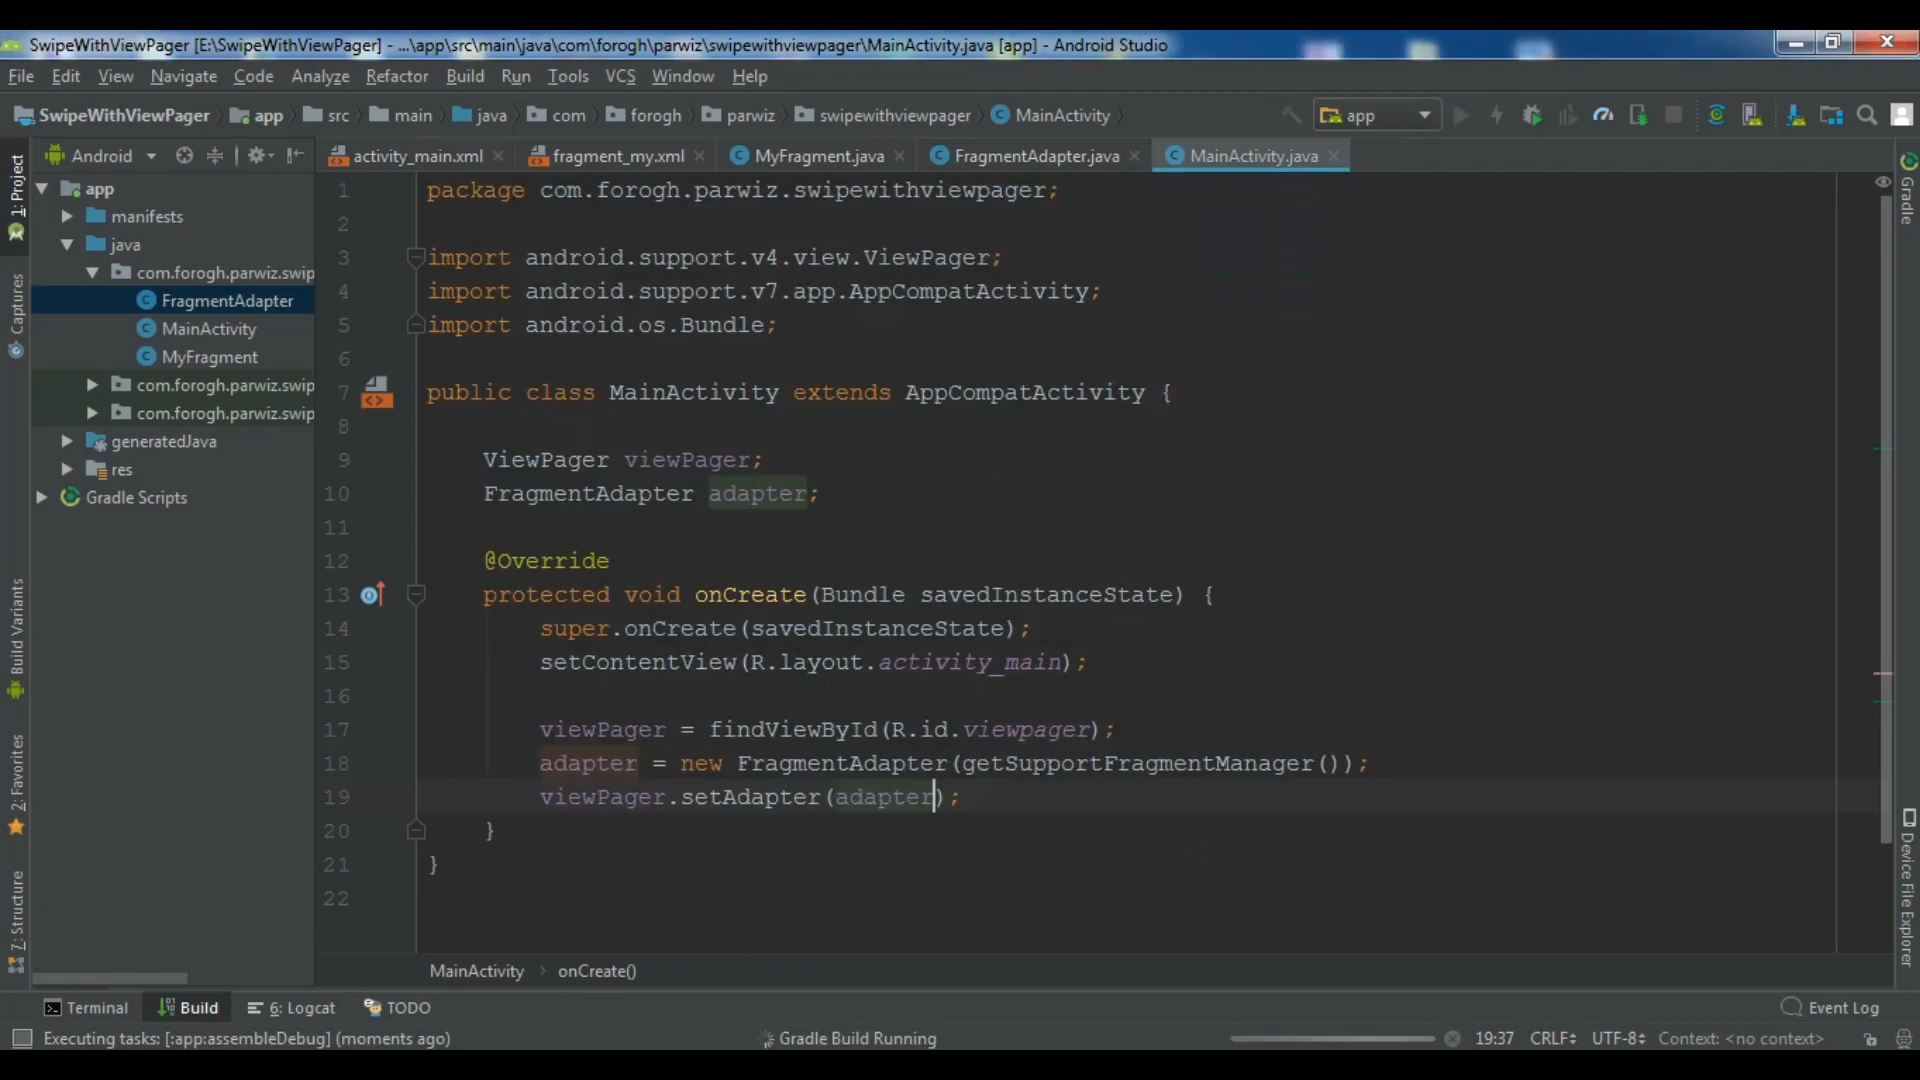 SwipeWithViewPager [E:\SwipeWithViewPager] - ...\app\src\main\java\com\forogh\parwiz\swipewithviewpager\MainActivity.java [app] - Android Studio
File Edit View Navigate Code Analyze Refactor Build Run Tools VCS Window Help
SwipeWithViewPager app src main java com forogh parwiz swipewithviewpager MainActivity app
Android activity_main.xml fragment_my.xml MyFragment.java FragmentAdapter.java MainActivity.java
1: Project
Captures
Build Variants
2: Favorites
7: Structure
app
manifests
java
com.forogh.parwiz.swip
FragmentAdapter
MainActivity
MyFragment
com.forogh.parwiz.swip
com.forogh.parwiz.swip
generatedJava
res
Gradle Scripts
1 package com.forogh.parwiz.swipewithviewpager;
2
3 import android.support.v4.view.ViewPager;
4 import android.support.v7.app.AppCompatActivity;
5 import android.os.Bundle;
6
7 public class MainActivity extends AppCompatActivity {
8
9 ViewPager viewPager;
10 FragmentAdapter adapter;
11
12 @Override
13 protected void onCreate(Bundle savedInstanceState) {
14 super.onCreate(savedInstanceState);
15 setContentView(R.layout.activity_main);
16
17 viewPager = findViewById(R.id.viewpager);
18 adapter = new FragmentAdapter(getSupportFragmentManager());
19 viewPager.setAdapter(adapter);
20 }
21 }
22
Gradle
Device File Explorer
MainActivity › onCreate()
Terminal Build 6: Logcat TODO Event Log
Executing tasks: [:app:assembleDebug] (moments ago) Gradle Build Running 19:37 CRLF UTF-8 Context: <no context>